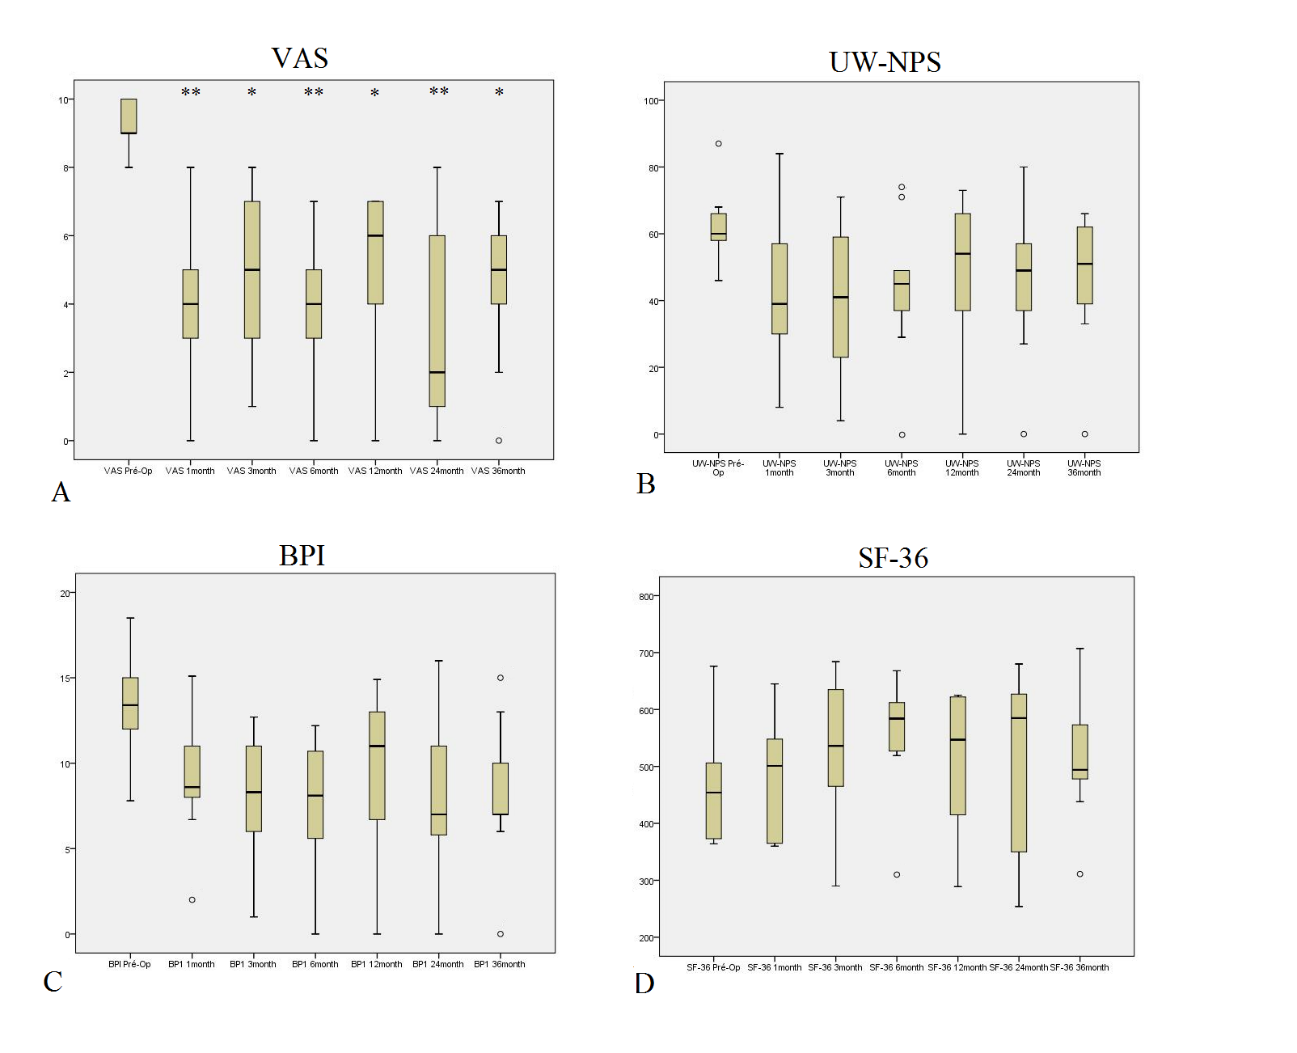 VAS
** * ** * ** *
10
8
6
4
2
0
VAS Pré-Op VAS 1month VAS 3month VAS 6month VAS 12month VAS 24month VAS 36month
A
UW-NPS
100
80
60
40
20
0
UW-NPS Pré- UW-NPS UW-NPS UW-NPS UW-NPS UW-NPS UW-NPS
Op 1month 3month 6month 12month 24month 36month
B
BPI
20
15
10
5
0
BPI Pré-Op BP1 1month BP1 3month BP1 6month BP1 12month BP1 24month BP1 36month
C
SF-36
800
700
600
500
400
300
200
SF-36 Pré-Op SF-36 1month SF-36 3month SF-36 6month SF-36 12month SF-36 24month SF-36 36month
D